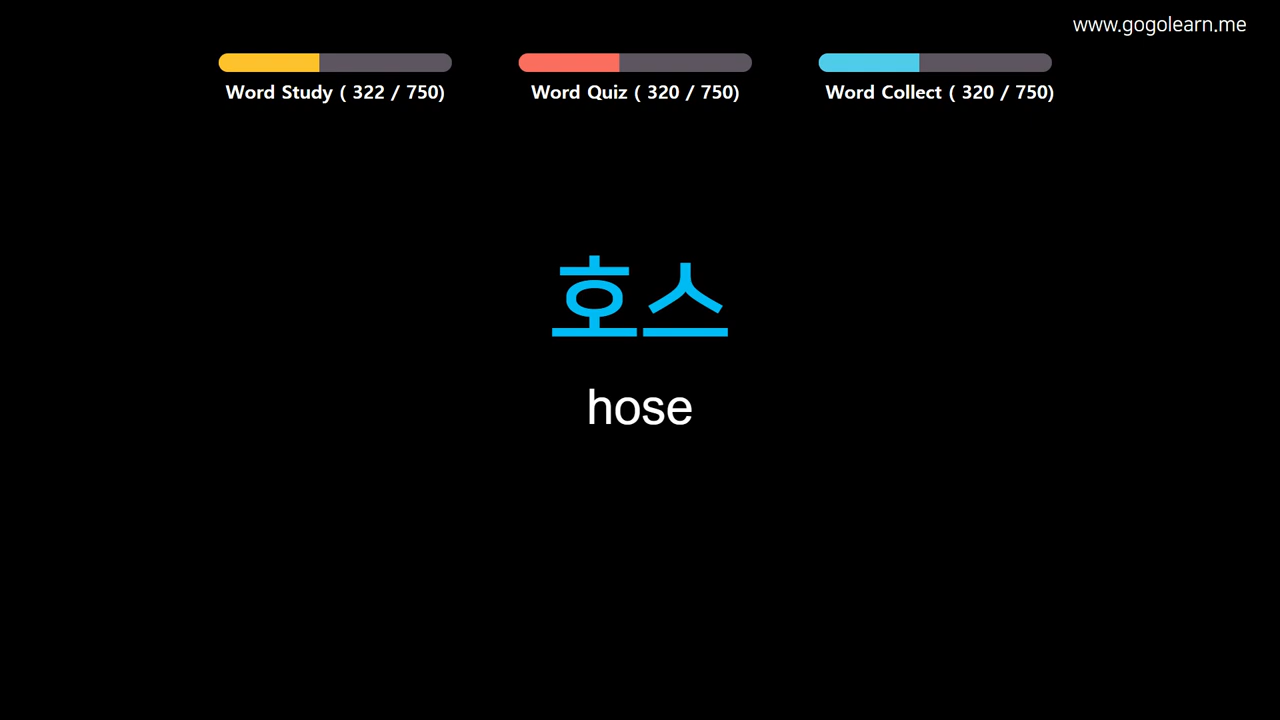 www.gogolearn.me
Word Study ( 322 / 750)
Word Quiz ( 320 / 750)
Word Collect ( 320 / 750)
호스
hose